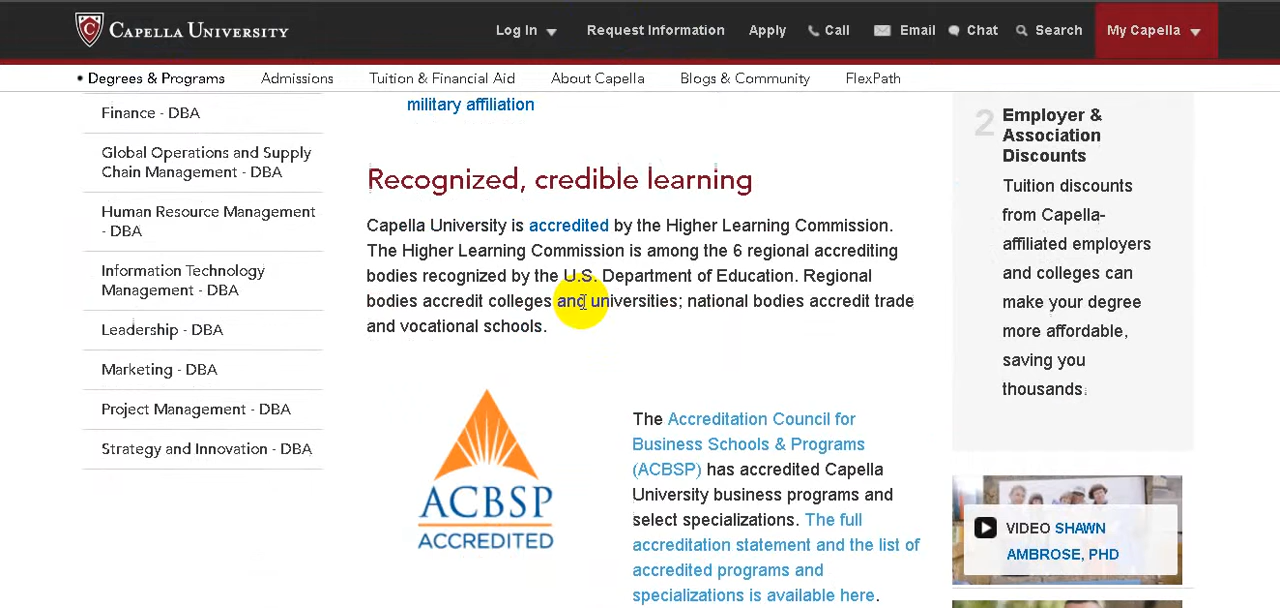 CAPELLA UNIVERSITY
Log In
Request Information
Apply
Call
Email
Chat
Search
My Capella
• Degrees & Programs
Admissions
Tuition & Financial Aid
About Capella
Blogs & Community
FlexPath
Finance - DBA
Global Operations and Supply
Chain Management - DBA
Human Resource Management
- DBA
Information Technology
Management - DBA
Leadership - DBA
Marketing - DBA
Project Management - DBA
Strategy and Innovation - DBA
military affiliation
Recognized, credible learning
Capella University is accredited by the Higher Learning Commission.
The Higher Learning Commission is among the 6 regional accrediting
bodies recognized by the U.S. Department of Education. Regional
bodies accredit colleges and universities; national bodies accredit trade
and vocational schools.
ACBSP
ACCREDITED
The Accreditation Council for
Business Schools & Programs
(ACBSP) has accredited Capella
University business programs and
select specializations. The full
accreditation statement and the list of
accredited programs and
specializations is available here.
2
Employer &
Association
Discounts
Tuition discounts
from Capella-
affiliated employers
and colleges can
make your degree
more affordable,
saving you
thousands.
VIDEO SHAWN
AMBROSE, PHD